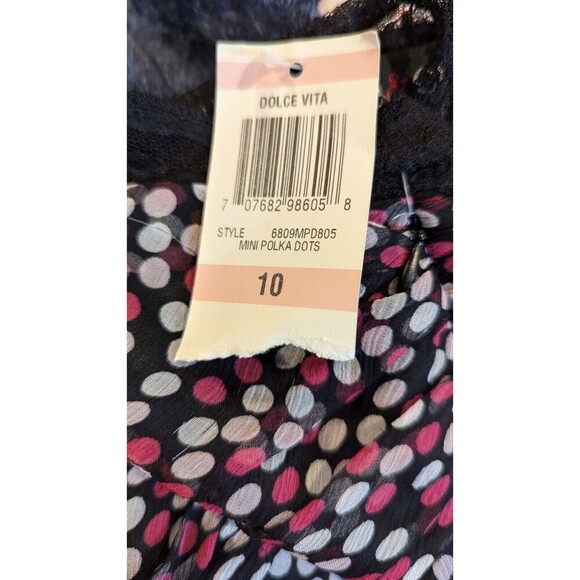 DOLCE VITA
7 07682 98605 8
STYLE 6809MPD805
MINI POLKA DOTS
10